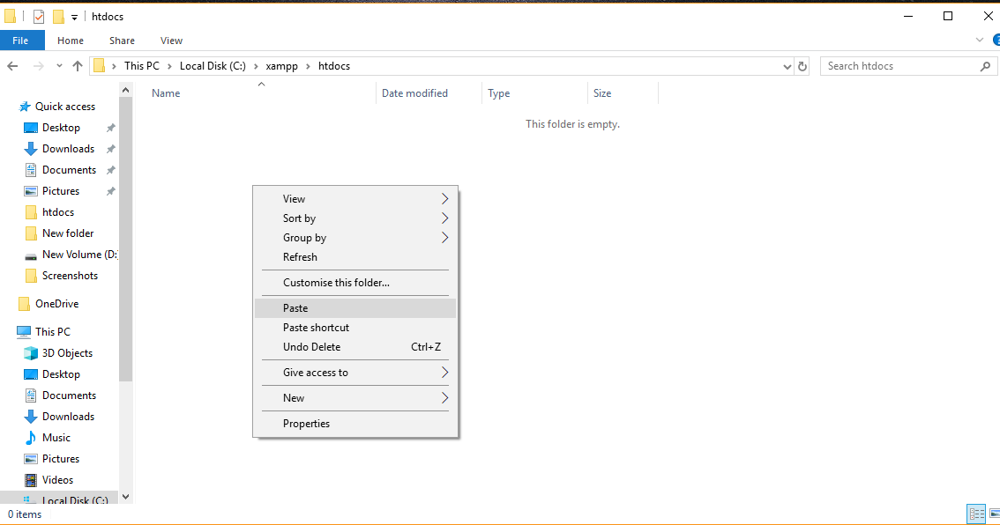 htdocs
File Home Share View
This PC Local Disk (C:) xampp htdocs
Search htdocs
Name Date modified Type Size
This folder is empty.
Quick access
Desktop
Downloads
Documents
Pictures
htdocs
New folder
New Volume (D:
Screenshots
OneDrive
This PC
3D Objects
Desktop
Documents
Downloads
Music
Pictures
Videos
Local Disk (C:)
View
Sort by
Group by
Refresh
Customise this folder...
Paste
Paste shortcut
Undo Delete Ctrl+Z
Give access to
New
Properties
0 items